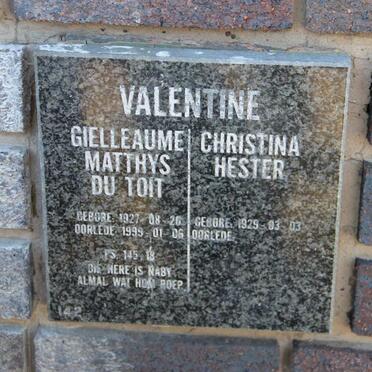 VALENTINE
GIELLEAUME
MATTHYS
DU TOIT
GEBORE: 1927-08-26
OORLEDE: 1995-01-06
PS. 145:18
DIE HERE IS NABY
ALMAL WAT HOM ROEP
CHRISTINA
HESTER
GEBORE: 1929-03-03
OORLEDE:
142